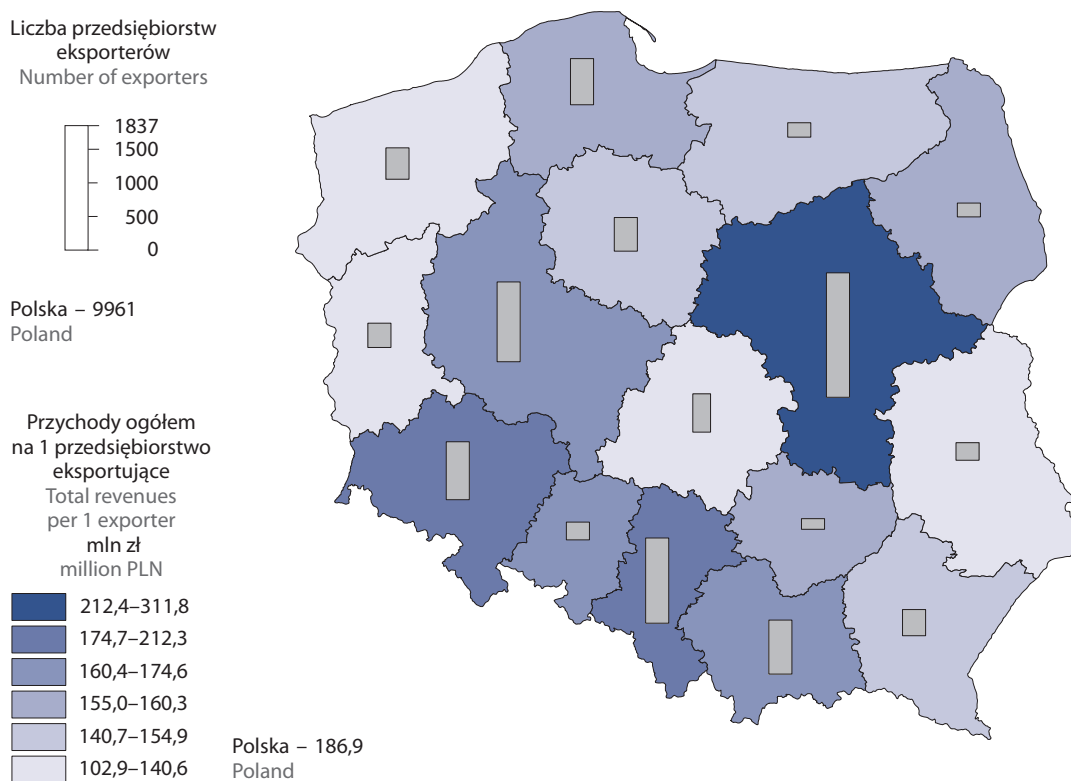 Liczba przedsiębiorstw
eksporterów
Number of exporters
1837
1500
1000
500
0
Polska – 9961
Poland
Przychody ogółem
na 1 przedsiębiorstwo
eksportujące
Total revenues
per 1 exporter
mln zł
million PLN
212,4–311,8
174,7–212,3
160,4–174,6
155,0–160,3
140,7–154,9
102,9–140,6
Polska – 186,9
Poland